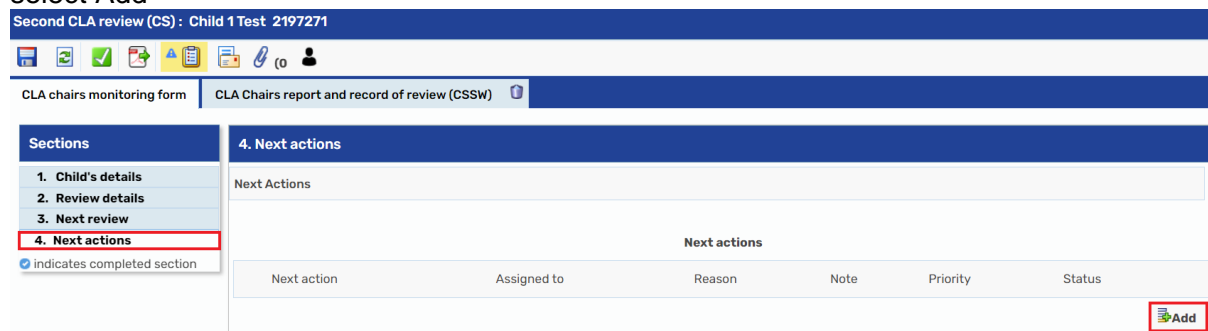 select Add
Second CLA review (CS) : Child 1 Test 2197271
(0
CLA chairs monitoring form CLA Chairs report and record of review (CSSW)
Sections
1. Child's details
2. Review details
3. Next review
4. Next actions
indicates completed section
4. Next actions
Next Actions
Next actions
Next action Assigned to Reason Note Priority Status
Add